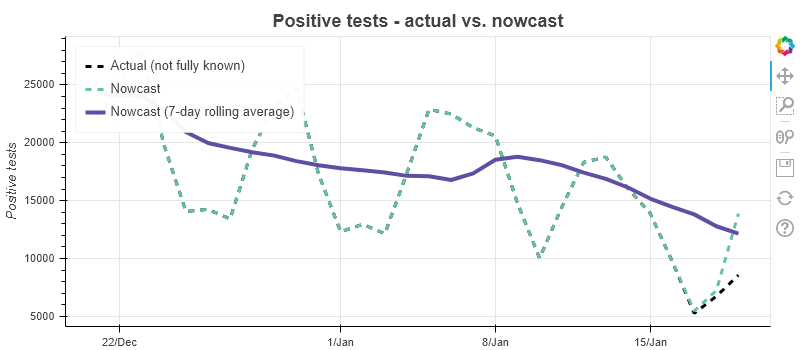 Positive tests - actual vs. nowcast
Actual (not fully known)
Nowcast
Nowcast (7-day rolling average)
Positive tests
25000
20000
15000
10000
5000
22/Dec
1/Jan
8/Jan
15/Jan
?